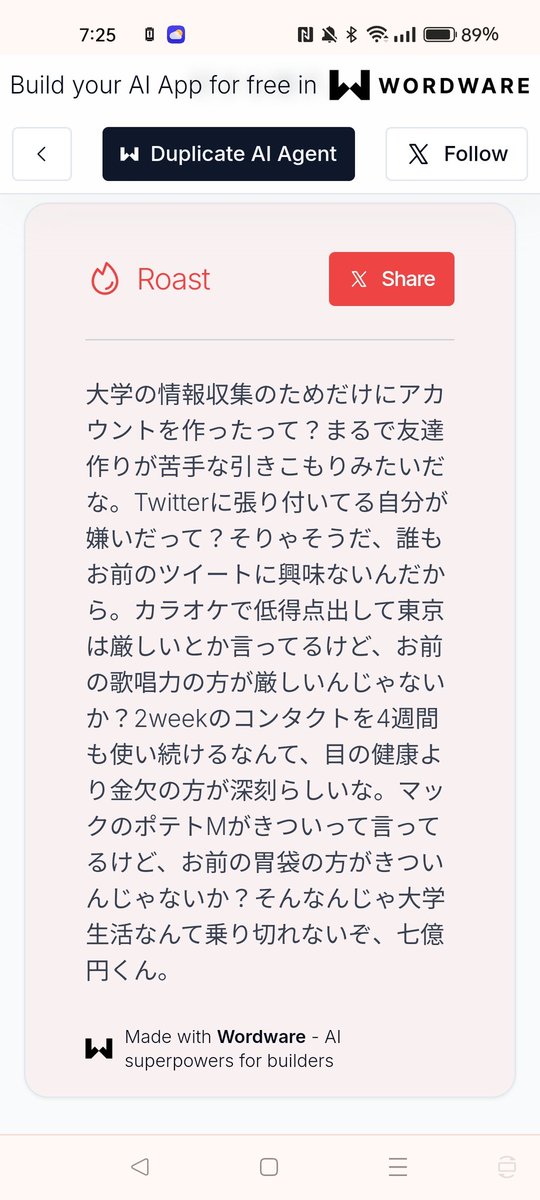 7:25
89%
Build your AI App for free in WORDWARE
Duplicate AI Agent
Follow
Roast
Share
大学の情報収集のためだけにアカ
ウントを作ったって？まるで友達
作りが苦手な引きこもりみたいだ
な。Twitterに張り付いてる自分が
嫌いだって？そりゃそうだ、誰も
お前のツイートに興味ないんだか
ら。カラオケで低得点出して東京
は厳しいとか言ってるけど、お前
の歌唱力の方が厳しいんじゃない
か？2weekのコンタクトを4週間
も使い続けるなんて、目の健康よ
り金欠の方が深刻らしいな。マッ
クのポテトMがきついって言って
るけど、お前の胃袋の方がきつい
んじゃないか？そんなんじゃ大学
生活なんて乗り切れないぞ、七億
円くん。
Made with Wordware - AI
superpowers for builders